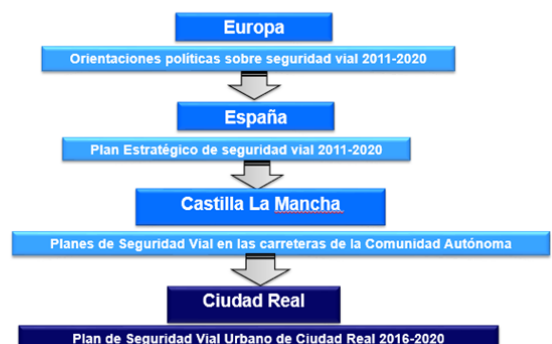 Europa
Orientaciones políticas sobre seguridad vial 2011-2020
España
Plan Estratégico de seguridad vial 2011-2020
Castilla La Mancha
Planes de Seguridad Vial en las carreteras de la Comunidad Autónoma
Ciudad Real
Plan de Seguridad Vial Urbano de Ciudad Real 2016-2020